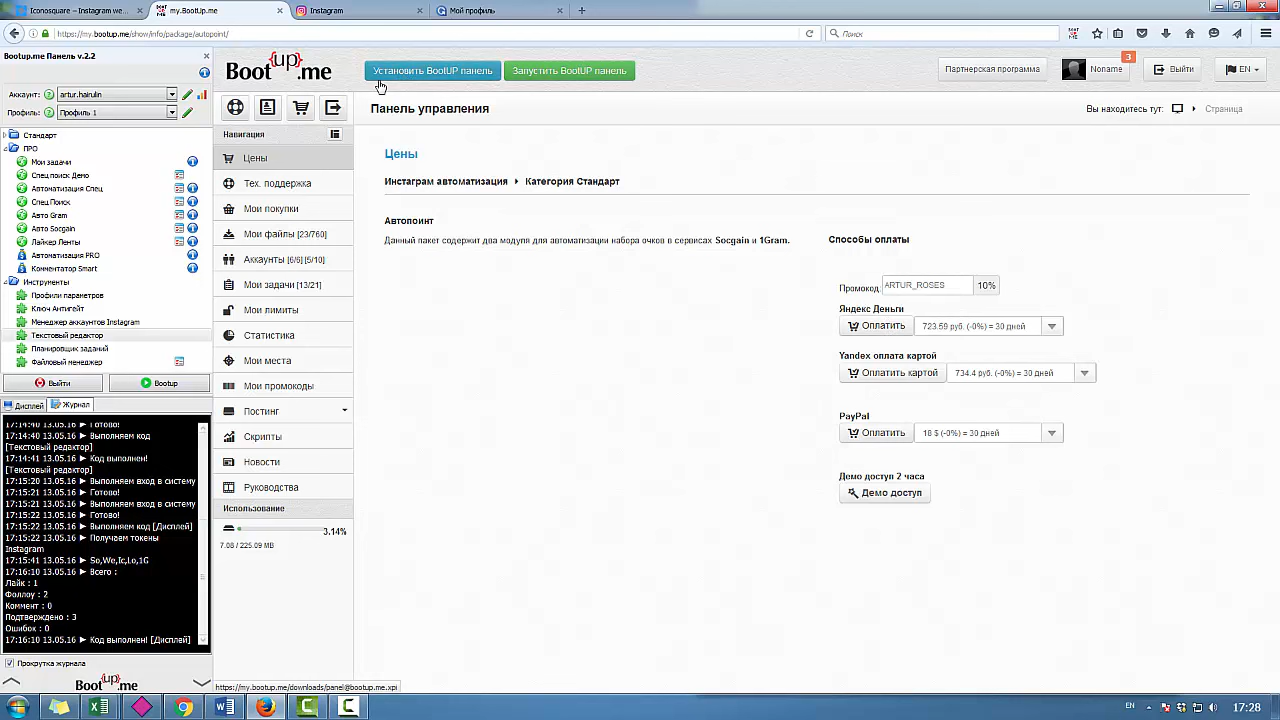 Iconosquare – Instagram we...
my.BootUp.me
Instagram
Мой профиль
https://my.bootup.me/show/info/package/autopoint/
Поиск
Bootup.me Панель v.2.2
Аккаунт: artur.hairulin
Профиль: Профиль 1
Стандарт
ПРО
Мои задачи
Спец поиск Демо
Автоматизация Спец
Спец Поиск
Авто Gram
Авто Socgain
Лайкер Ленты
Автоматизация PRO
Комментатор Smart
Инструменты
Профили параметров
Ключ Антигейт
Менеджер аккаунтов Instagram
Текстовый редактор
Планировщик заданий
Файловый менеджер
Выйти
Bootup
Дисплей
Журнал
17:14:40 13.05.16 ► Готово!
17:14:40 13.05.16 ► Выполняем код
[Текстовый редактор]
17:14:41 13.05.16 ► Код выполнен!
[Текстовый редактор]
17:15:20 13.05.16 ► Выполняем вход в систему
17:15:21 13.05.16 ► Готово!
17:15:21 13.05.16 ► Выполняем вход в систему
17:15:22 13.05.16 ► Готово!
17:15:22 13.05.16 ► Выполняем код [Дисплей]
17:15:22 13.05.16 ► Получаем токены
Instagram
17:15:41 13.05.16 ► So,We,Ic,Lo,1G
17:16:10 13.05.16 ► Всего :
Лайк : 1
Фоллоу : 2
Коммент : 0
Подтверждено : 3
Ошибок : 0
17:16:10 13.05.16 ► Код выполнен! [Дисплей]
Прокрутка журнала
Boot{up}.me
Boot{up}.me
Установить BootUP панель
Запустить BootUP панель
Партнерская программа
Noname
3
Выйти
EN
Навигация
Цены
Тех. поддержка
Мои покупки
Мои файлы [23/760]
Аккаунты [6/6] [5/10]
Мои задачи [13/21]
Мои лимиты
Статистика
Мои места
Мои промокоды
Постинг
Скрипты
Новости
Руководства
Использование
3.14%
7.08 / 225.09 MB
Панель управления
Вы находитесь тут:
Страница
Цены
Инстаграм автоматизация
Категория Стандарт
Автопоинт
Данный пакет содержит два модуля для автоматизации набора очков в сервисах Socgain и 1Gram.
Способы оплаты
Промокод: ARTUR_ROSES 10%
Яндекс Деньги
Оплатить 723.59 руб. (-0%) = 30 дней
Yandex оплата картой
Оплатить картой 734.4 руб. (-0%) = 30 дней
PayPal
Оплатить 18 $ (-0%) = 30 дней
Демо доступ 2 часа
Демо доступ
https://my.bootup.me/downloads/panel@bootup.me.xpi
EN
17:28